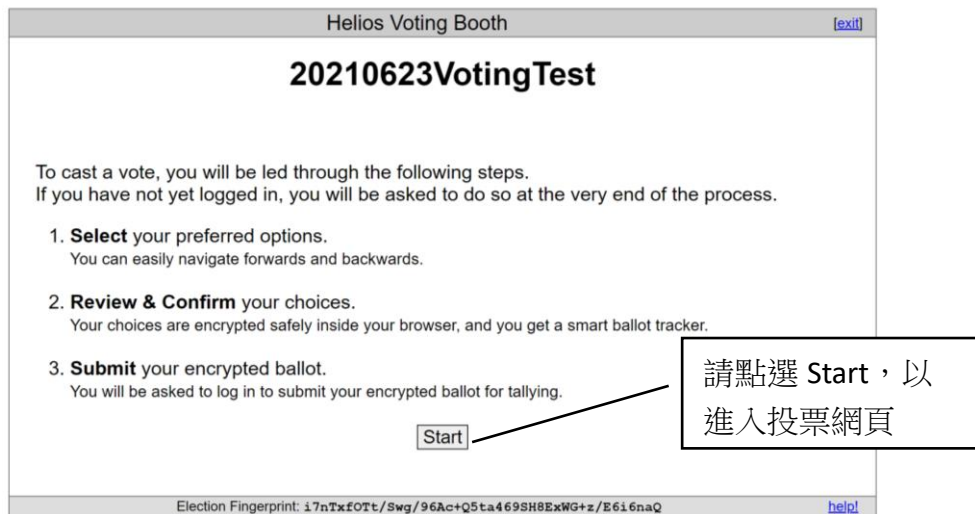 Helios Voting Booth
[exit]
20210623VotingTest
To cast a vote, you will be led through the following steps.
If you have not yet logged in, you will be asked to do so at the very end of the process.
1. Select your preferred options.
You can easily navigate forwards and backwards.
2. Review & Confirm your choices.
Your choices are encrypted safely inside your browser, and you get a smart ballot tracker.
3. Submit your encrypted ballot.
You will be asked to log in to submit your encrypted ballot for tallying.
請點選 Start，以
進入投票網頁
Start
Election Fingerprint: i7nTxfOTt/Swg/96Ac+Q5ta469SH8ExWG+z/E6i6naQ
help!